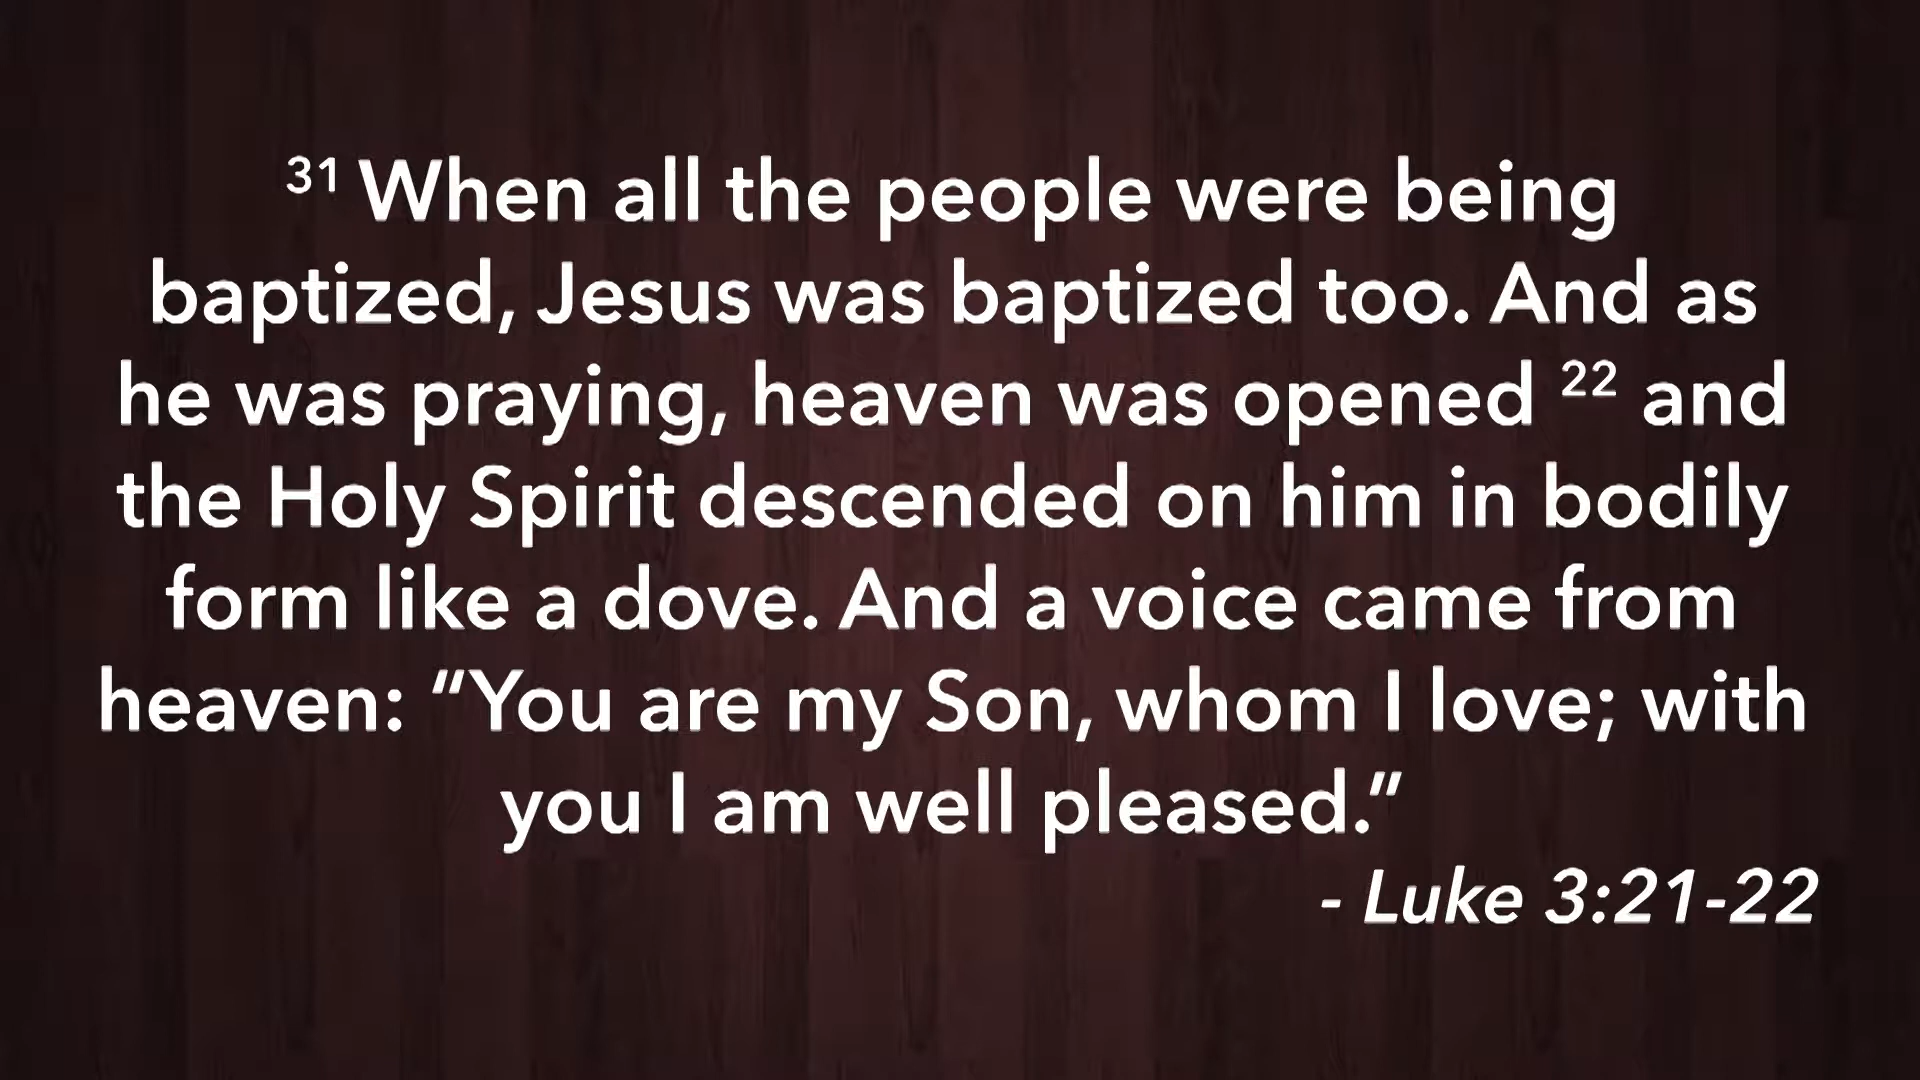 ³¹ When all the people were being
baptized, Jesus was baptized too. And as
he was praying, heaven was opened ²² and
the Holy Spirit descended on him in bodily
form like a dove. And a voice came from
heaven: “You are my Son, whom I love; with
you I am well pleased.”
- Luke 3:21-22